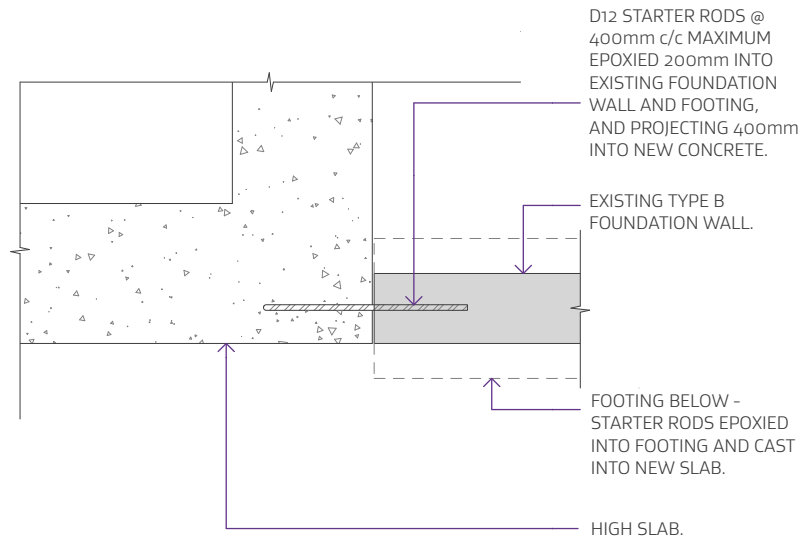 D12 STARTER RODS @
400mm c/c MAXIMUM
EPOXIED 200mm INTO
EXISTING FOUNDATION
WALL AND FOOTING,
AND PROJECTING 400mm
INTO NEW CONCRETE.
EXISTING TYPE B
FOUNDATION WALL.
FOOTING BELOW -
STARTER RODS EPOXIED
INTO FOOTING AND CAST
INTO NEW SLAB.
HIGH SLAB.